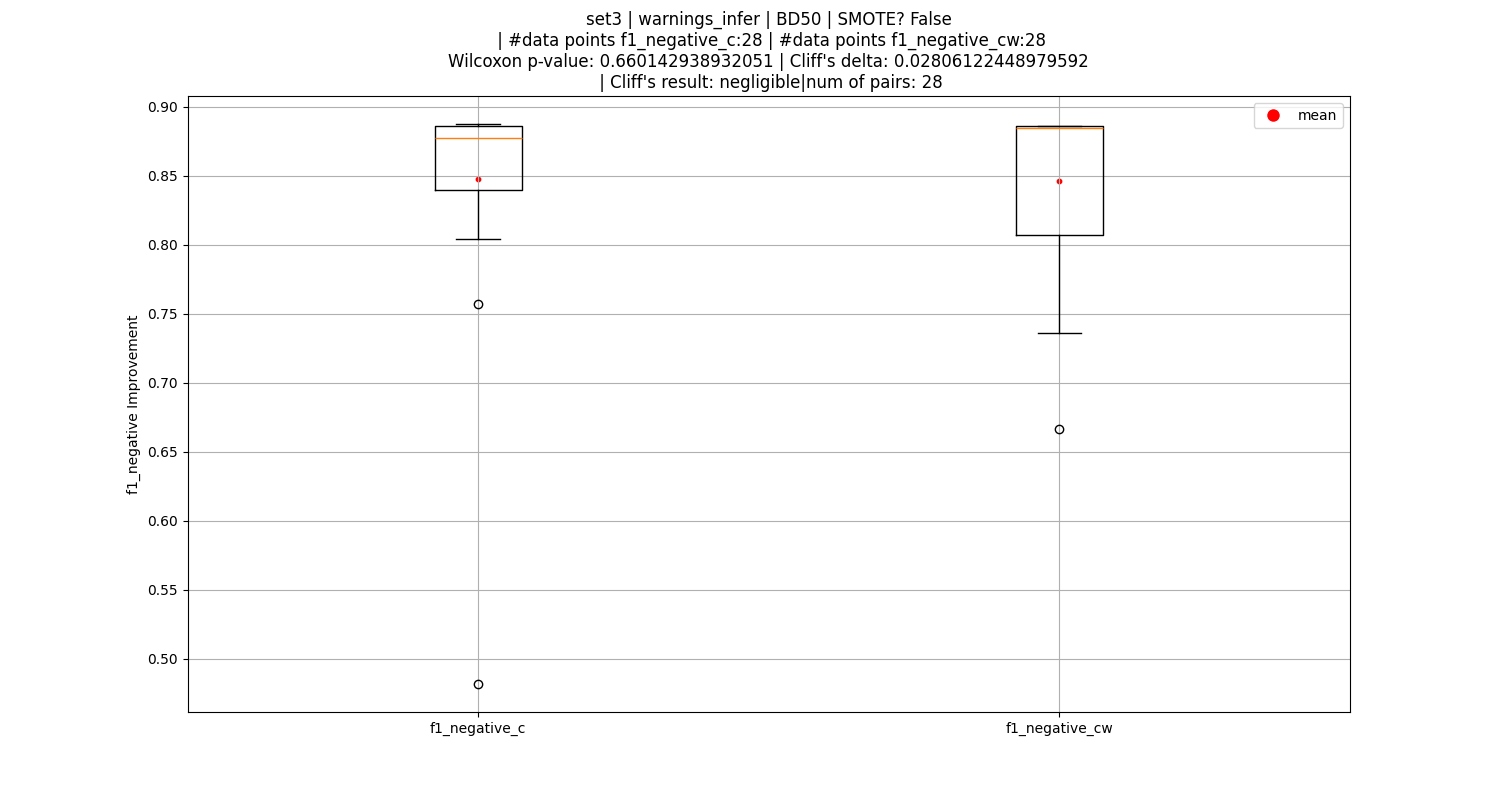 set3 | warnings_infer | BD50 | SMOTE? False
| #data points f1_negative_c:28 | #data points f1_negative_cw:28
Wilcoxon p-value: 0.660142938932051 | Cliff's delta: 0.02806122448979592
| Cliff's result: negligible|num of pairs: 28
mean
f1_negative Improvement
0.90
0.85
0.80
0.75
0.70
0.65
0.60
0.55
0.50
f1_negative_c
f1_negative_cw